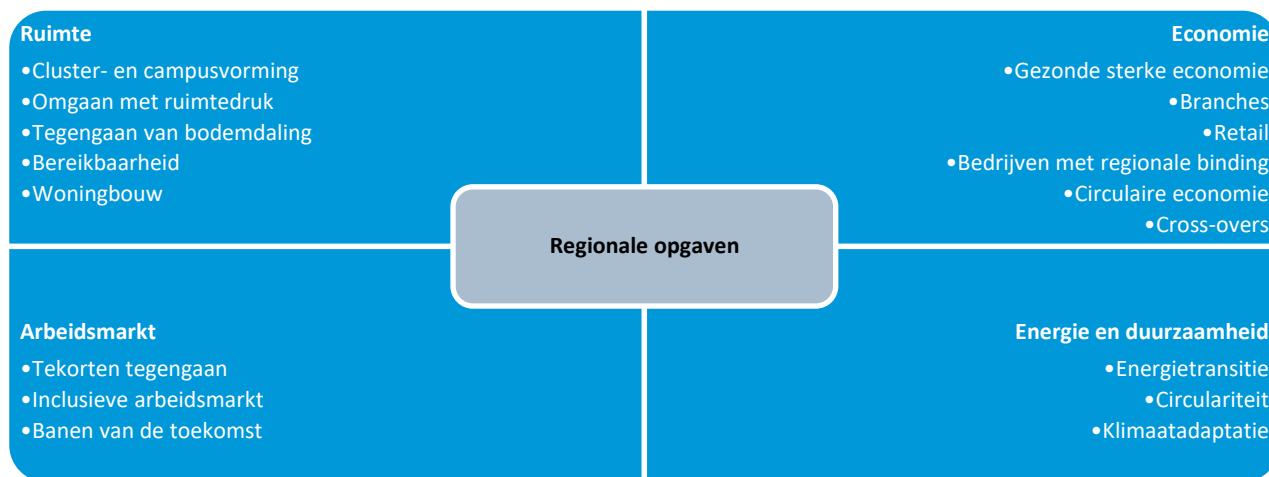 Ruimte
•Cluster- en campusvorming
•Omgaan met ruimtedruk
•Tegengaan van bodemdaling
•Bereikbaarheid
•Woningbouw
Economie
•Gezonde sterke economie
•Branches
•Retail
•Bedrijven met regionale binding
•Circulaire economie
•Cross-overs
Regionale opgaven
Arbeidsmarkt
•Tekorten tegengaan
•Inclusieve arbeidsmarkt
•Banen van de toekomst
Energie en duurzaamheid
•Energietransitie
•Circulariteit
•Klimaatadaptatie